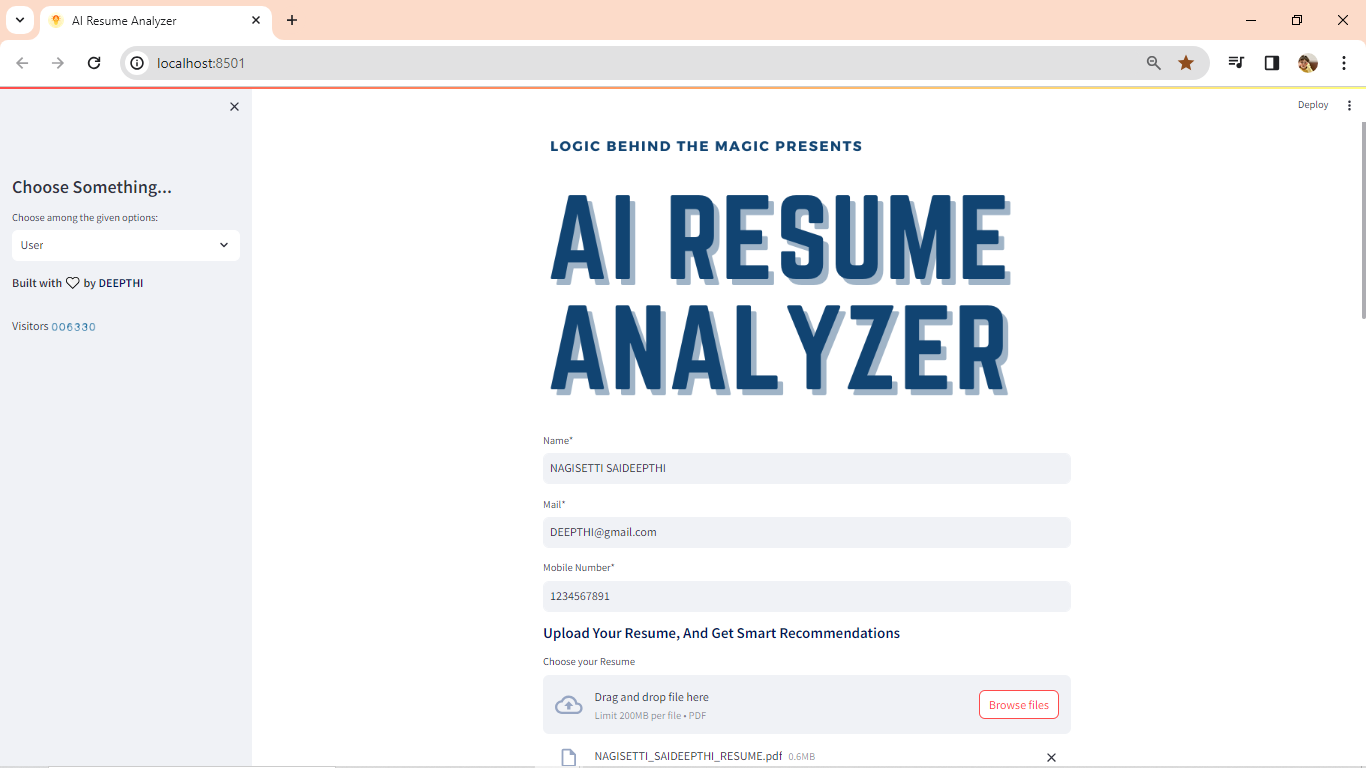 AI Resume Analyzer
localhost:8501
Deploy
Choose Something...
Choose among the given options:
User
Built with by DEEPTHI
Visitors 006330
LOGIC BEHIND THE MAGIC PRESENTS
AI RESUME
ANALYZER
Name*
NAGISETTI SAIDEEPTHI
Mail*
DEEPTHI@gmail.com
Mobile Number*
1234567891
Upload Your Resume, And Get Smart Recommendations
Choose your Resume
Drag and drop file here
Limit 200MB per file • PDF
Browse files
NAGISETTI_SAIDEEPTHI_RESUME.pdf 0.6MB